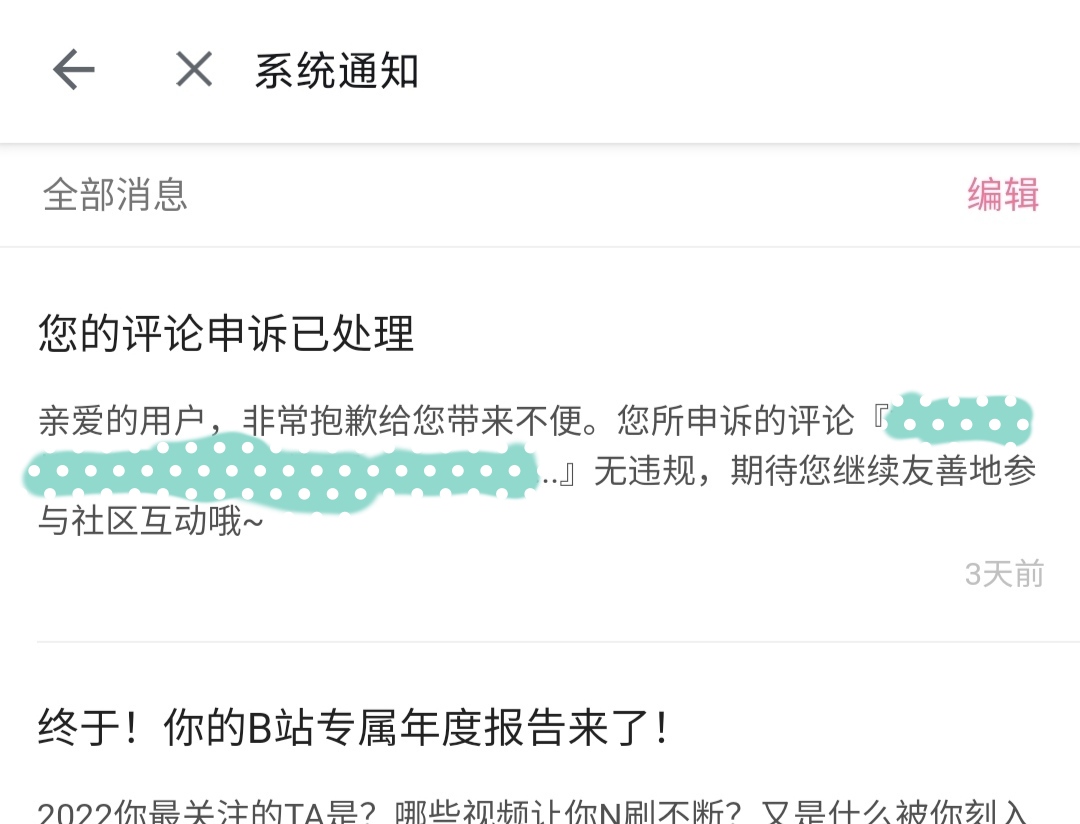 系统通知
全部消息
编辑
您的评论申诉已处理
亲爱的用户，非常抱歉给您带来不便。您所申诉的评论『
...』无违规，期待您继续友善地参
与社区互动哦~
3天前
终于！你的B站专属年度报告来了！
2022你最关注的TA是？哪些视频让你N刷不断？又是什么被你刻入